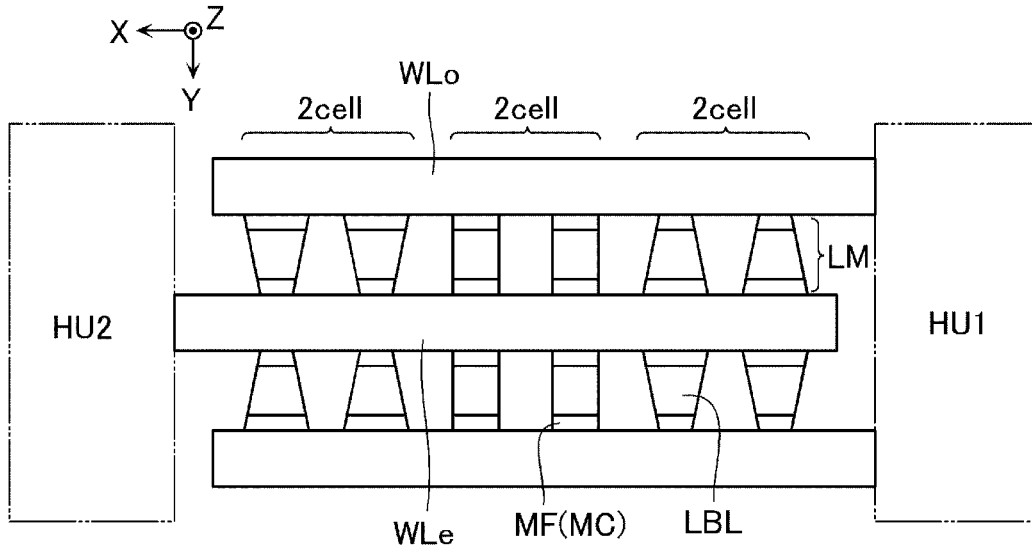 X
Z
Y
WLo
2cell
2cell
2cell
LM
HU2
HU1
WLe
MF(MC)
LBL